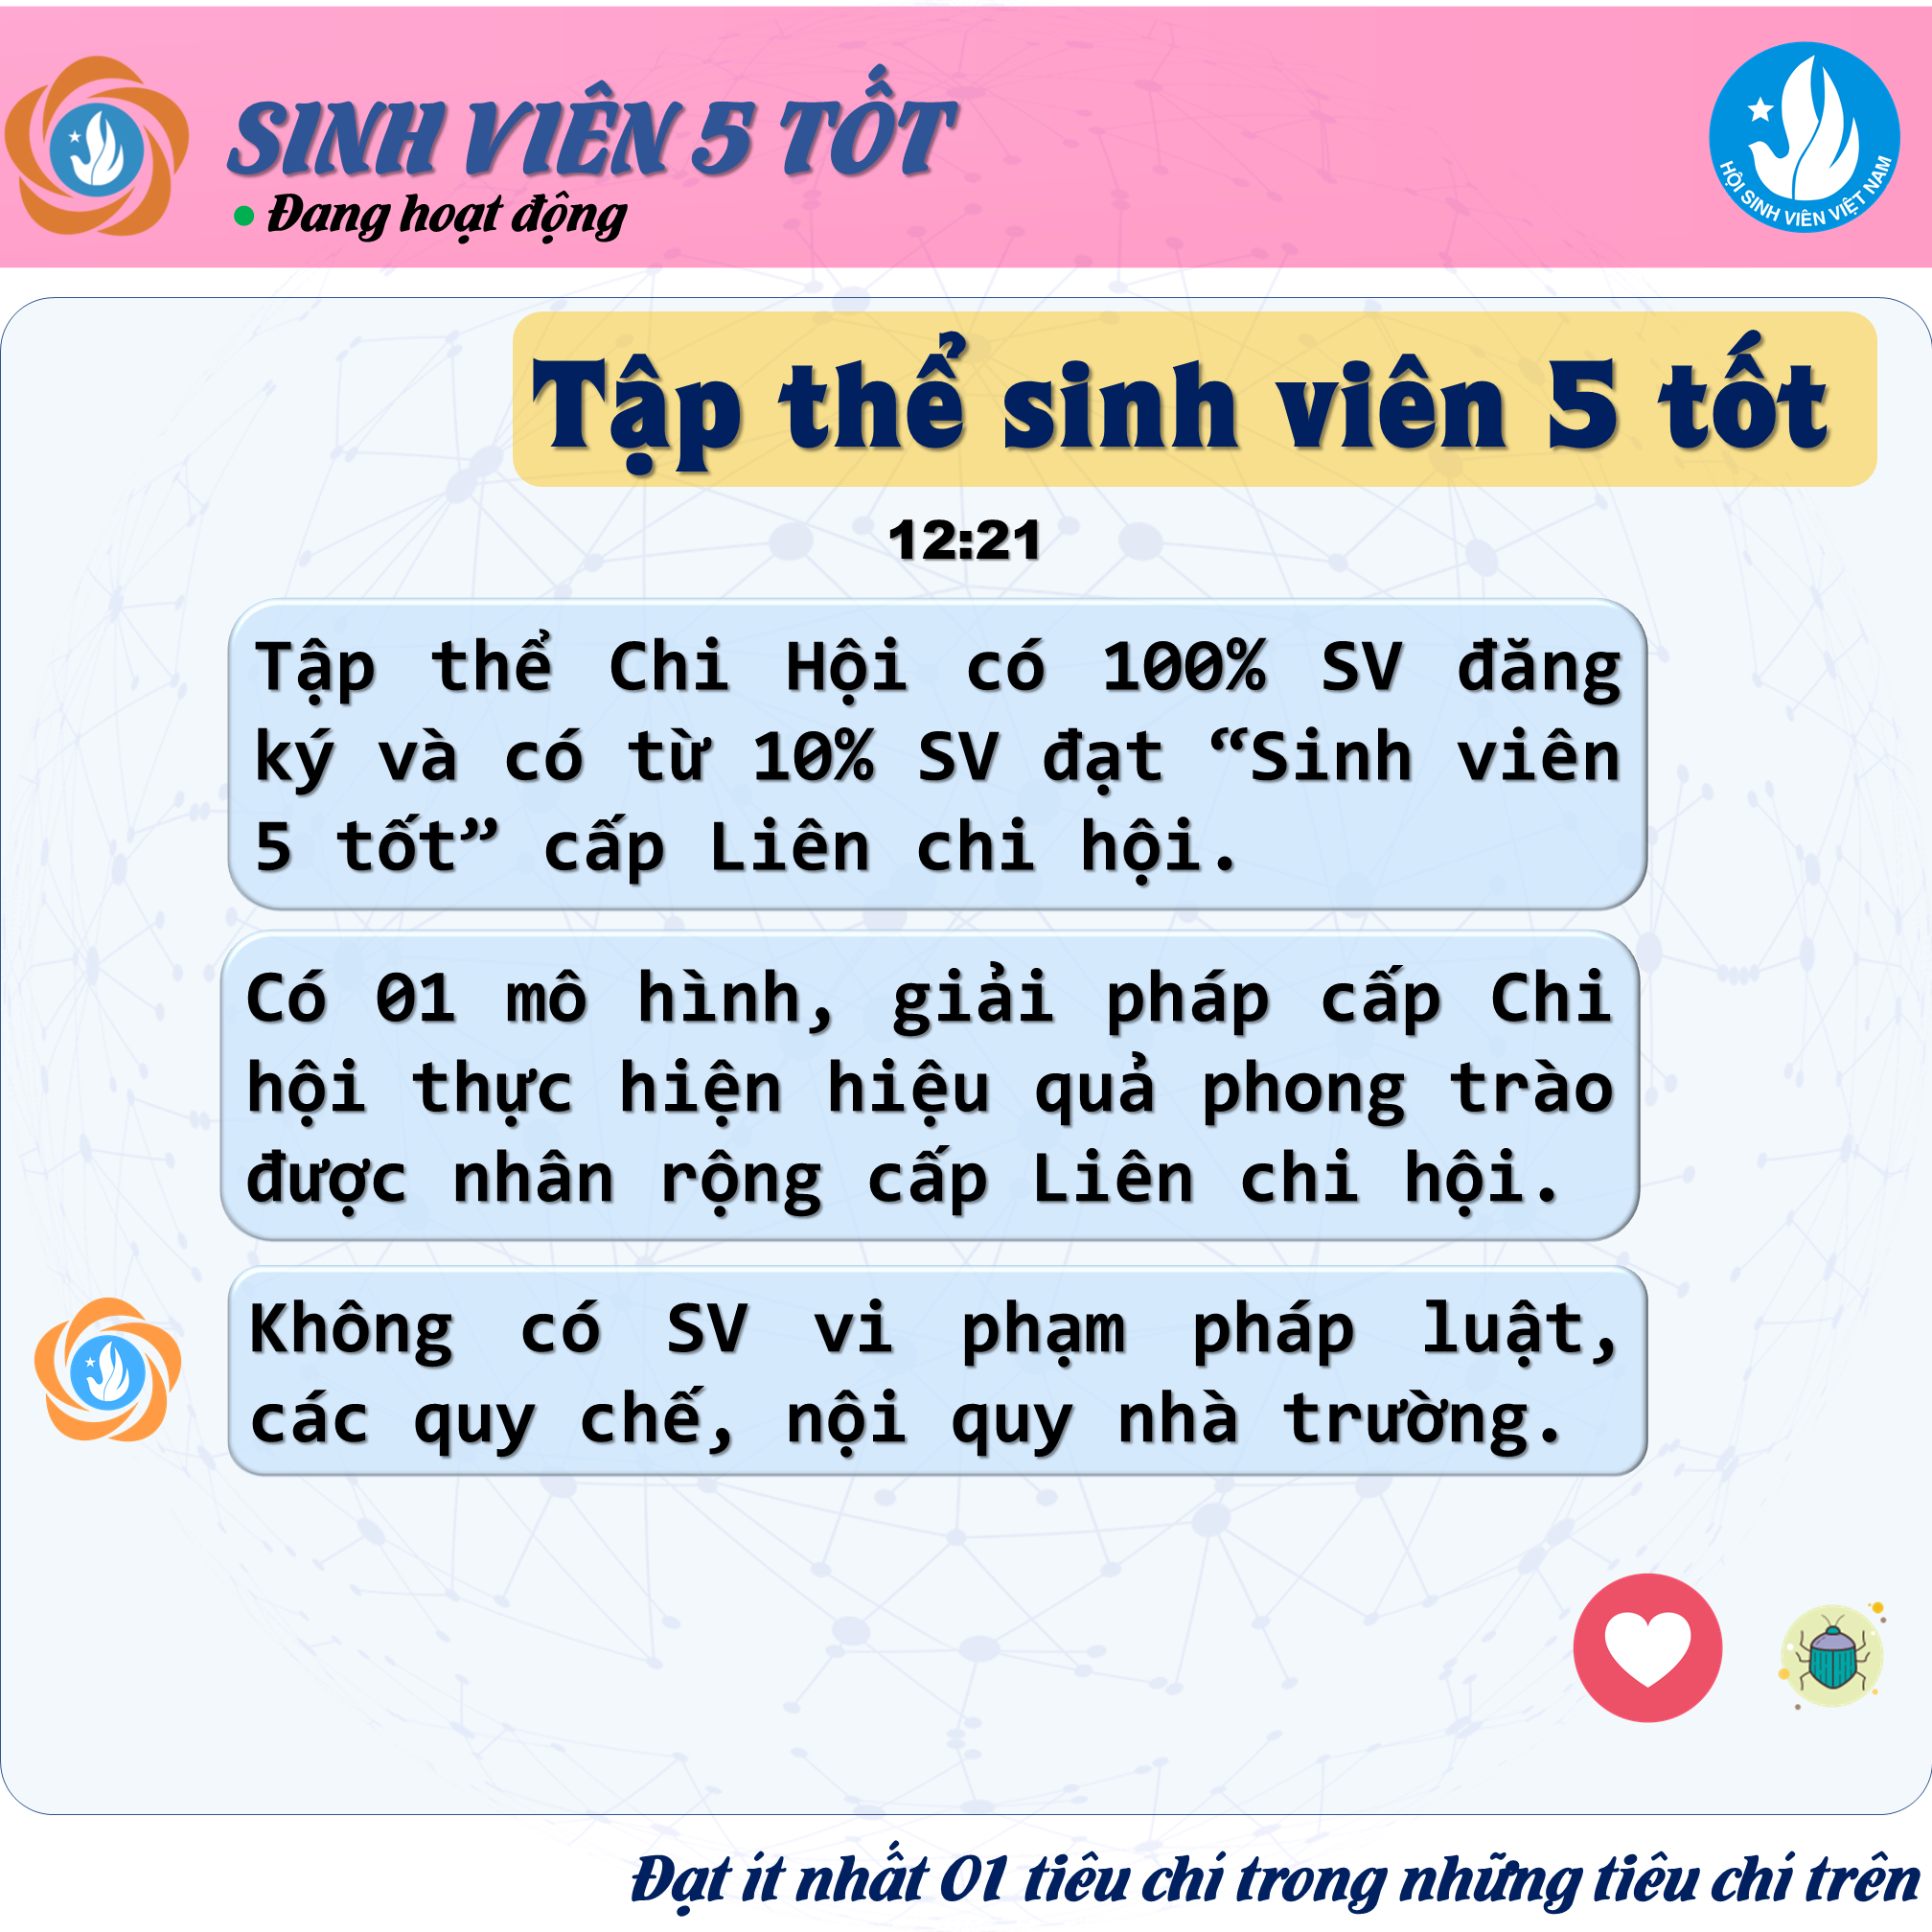 SINH VIÊN 5 TỐT
Đang hoạt động
HỘI SINH VIÊN VIỆT NAM
Tập thể sinh viên 5 tốt
12:21
Tập thể Chi Hội có 100% SV đăng
ký và có từ 10% SV đạt “Sinh viên
5 tốt” cấp Liên chi hội.
Có 01 mô hình, giải pháp cấp Chi
hội thực hiện hiệu quả phong trào
được nhân rộng cấp Liên chi hội.
Không có SV vi phạm pháp luật,
các quy chế, nội quy nhà trường.
Đạt ít nhất 01 tiêu chí trong những tiêu chí trên